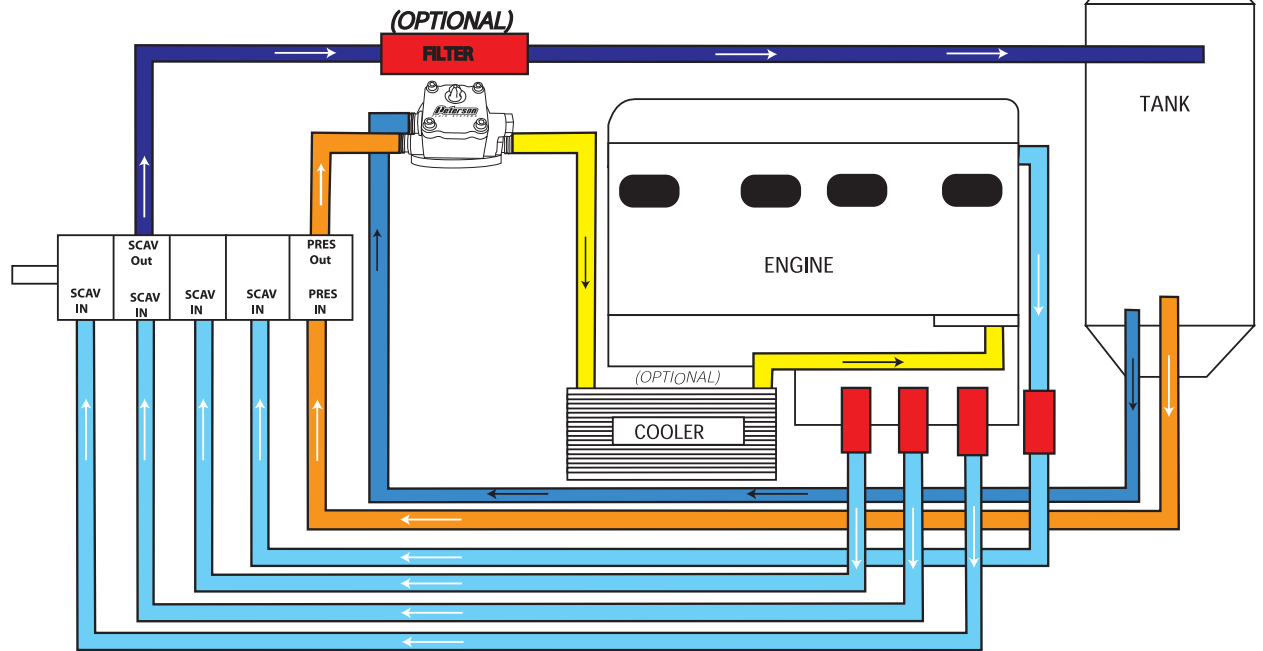 (OPTIONAL)
FILTER
Peterson
TANK
ENGINE
SCAV
Out
PRES
Out
SCAV
IN
SCAV
IN
SCAV
IN
SCAV
IN
PRES
IN
(OPTIONAL)
COOLER